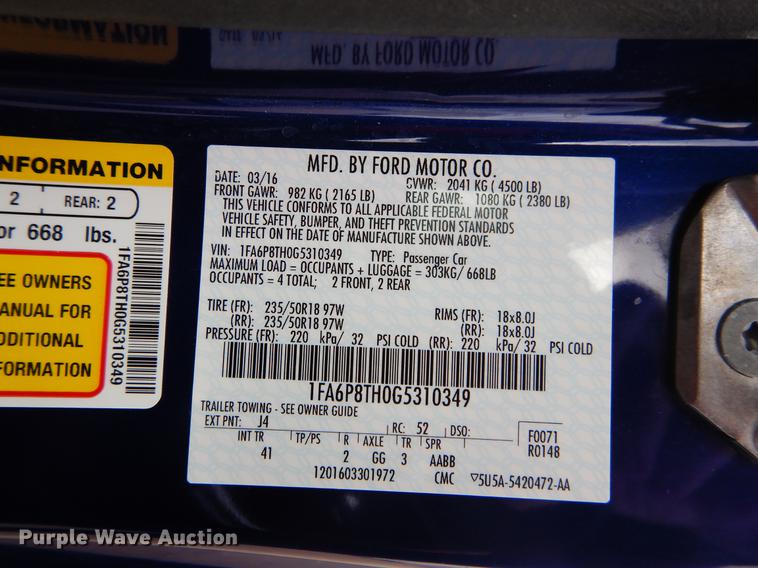 INFORMATION
MFD. BY FORD MOTOR CO.
NFORMATION
2 REAR: 2
or 668 lbs.
EE OWNERS
MANUAL FOR
DDITIONAL
FORMATION
1FA6P8TH0G5310349
MFD. BY FORD MOTOR CO.
DATE: 03/16 GVWR: 2041 KG ( 4500 LB)
FRONT GAWR: 982 KG ( 2165 LB) REAR GAWR: 1080 KG ( 2380 LB)
THIS VEHICLE CONFORMS TO ALL APPLICABLE FEDERAL MOTOR
VEHICLE SAFETY, BUMPER, AND THEFT PREVENTION STANDARDS
IN EFFECT ON THE DATE OF MANUFACTURE SHOWN ABOVE.
VIN: 1FA6P8TH0G5310349 TYPE: Passenger Car
MAXIMUM LOAD = OCCUPANTS + LUGGAGE = 303KG/ 668LB
OCCUPANTS = 4 TOTAL; 2 FRONT, 2 REAR
TIRE (FR): 235/50R18 97W RIMS (FR): 18x8.0J
(RR): 235/50R18 97W (RR): 18x8.0J
PRESSURE (FR): 220 kPa/ 32 PSI COLD (RR): 220 kPa/ 32 PSI COLD
1FA6P8TH0G5310349
TRAILER TOWING - SEE OWNER GUIDE
EXT PNT: J4 RC: 52 DSO: F0071
R0148
INT TR TP/PS R AXLE TR SPR
41 2 GG 3 AABB
1201603301972 CMC ▽5U5A-5420472-AA
Purple Wave Auction